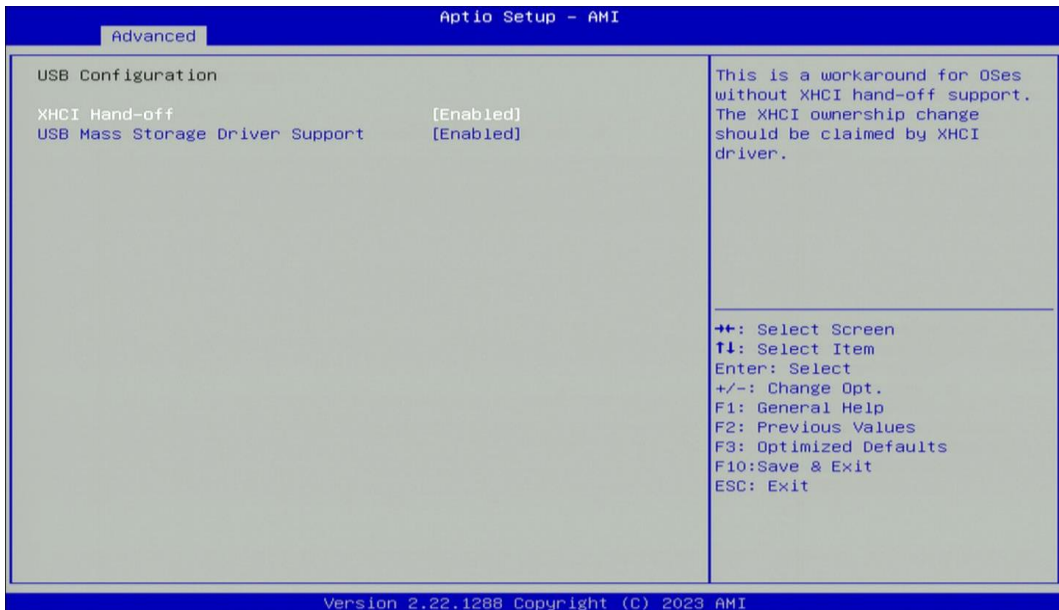 Aptio Setup – AMI
Advanced
USB Configuration
XHCI Hand-off [Enabled]
USB Mass Storage Driver Support [Enabled]
This is a workaround for OSes
without XHCI hand-off support.
The XHCI ownership change
should be claimed by XHCI
driver.
→←: Select Screen
↑↓: Select Item
Enter: Select
+/-: Change Opt.
F1: General Help
F2: Previous Values
F3: Optimized Defaults
F10:Save & Exit
ESC: Exit
Version 2.22.1288 Copyright (C) 2023 AMI